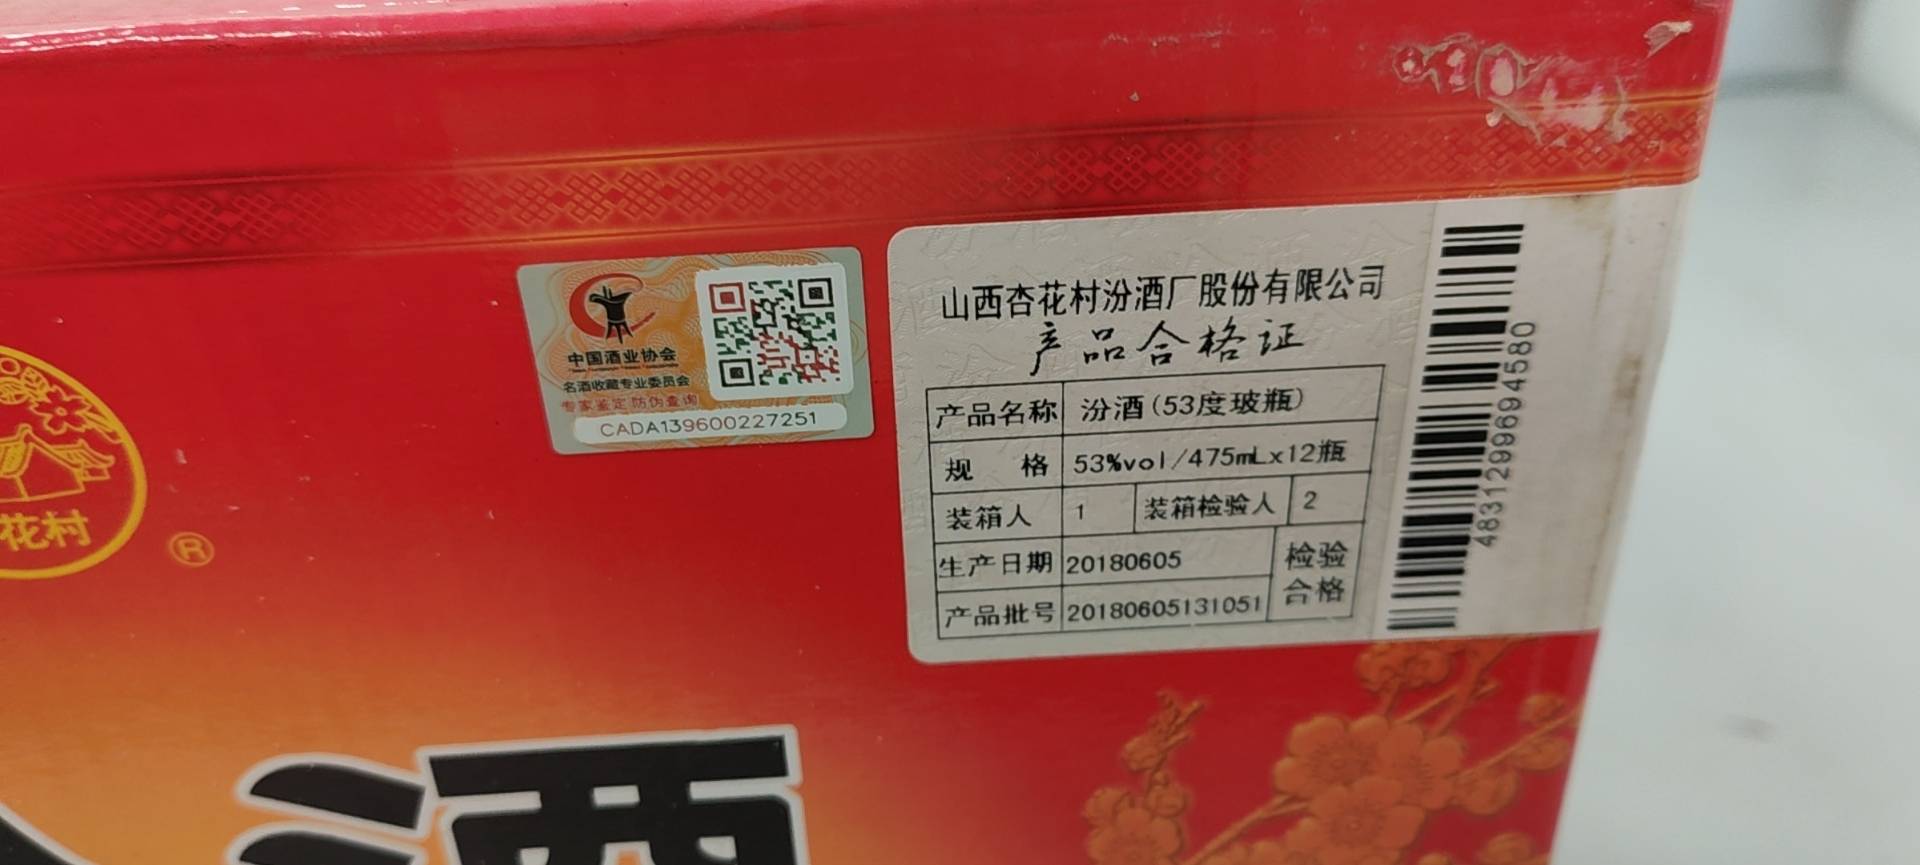 花村
®
中国酒业协会
名酒收藏专业委员会
专家鉴定 防伪查询
CADA139600227251
山西杏花村汾酒厂股份有限公司
产品合格证
产品名称 汾酒(53度玻瓶)
规 格 53%vol/475mLx12瓶
装箱人 1 装箱检验人 2
生产日期 20180605 检验
产品批号 20180605131051 合格
4831299694580
酒